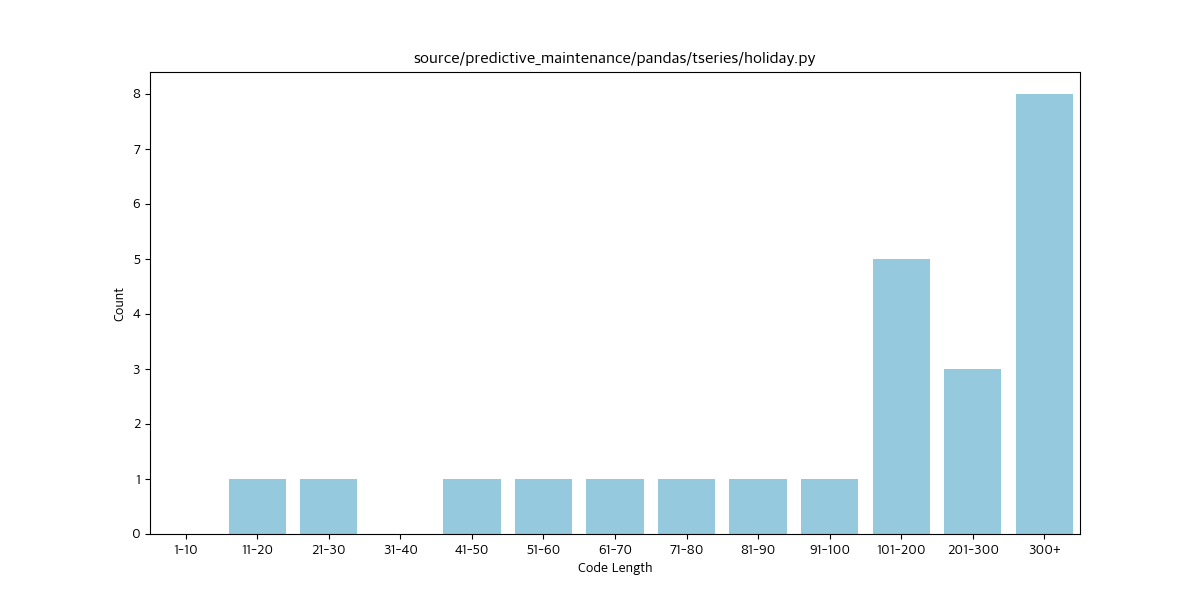 source/predictive_maintenance/pandas/tseries/holiday.py
8
7
6
5
4
3
2
1
0
Count
1-10 11-20 21-30 31-40 41-50 51-60 61-70 71-80 81-90 91-100 101-200 201-300 300+
Code Length